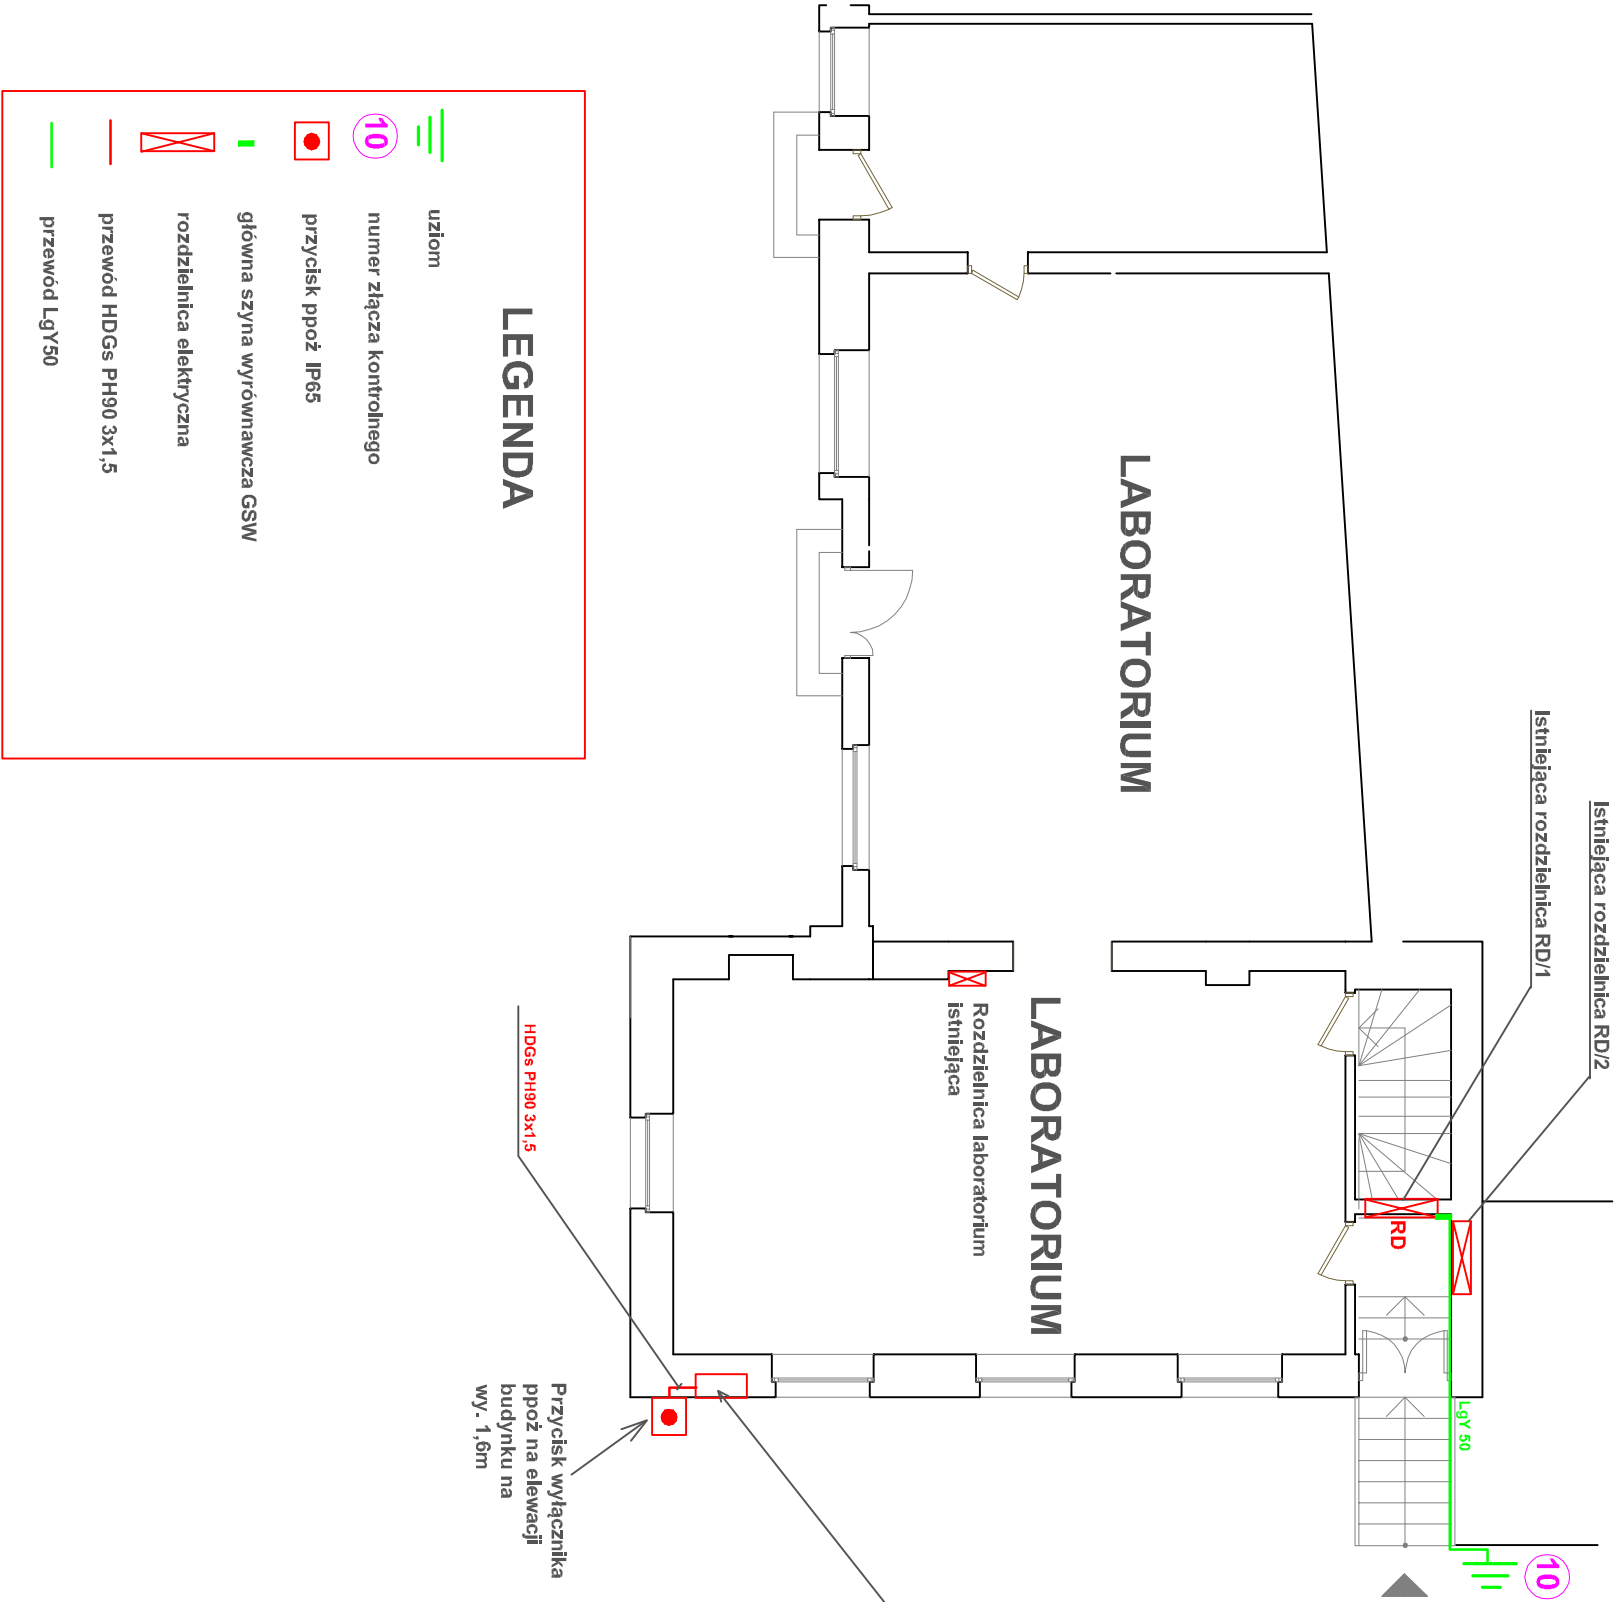 Istniejąca rozdzielnica RD/2
Istniejąca rozdzielnica RD/1
LABORATORIUM
LABORATORIUM
Rozdzielnica laboratorium
istniejąca
RD
LgY 50
10
HDGs PH90 3x1,5
Przycisk wyłącznika
ppoż na elewacji
budynku na
wy. 1,6m
LEGENDA
uziom
10 numer złącza kontrolnego
przycisk ppoż IP65
główna szyna wyrównawcza GSW
rozdzielnica elektryczna
przewód HDGs PH90 3x1,5
przewód LgY50